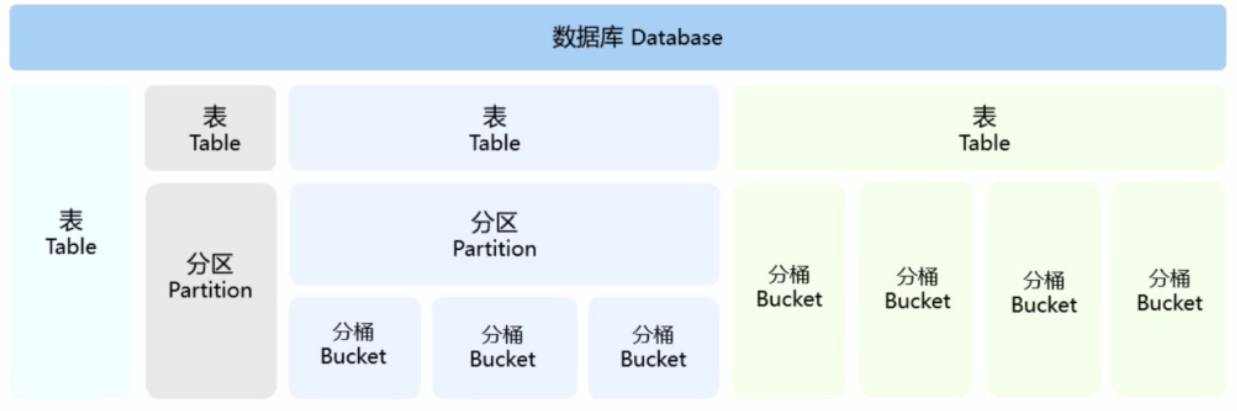 数据库 Database
表
Table
表
Table
分区
Partition
表
Table
分区
Partition
分桶
Bucket
分桶
Bucket
分桶
Bucket
表
Table
分桶
Bucket
分桶
Bucket
分桶
Bucket
分桶
Bucket